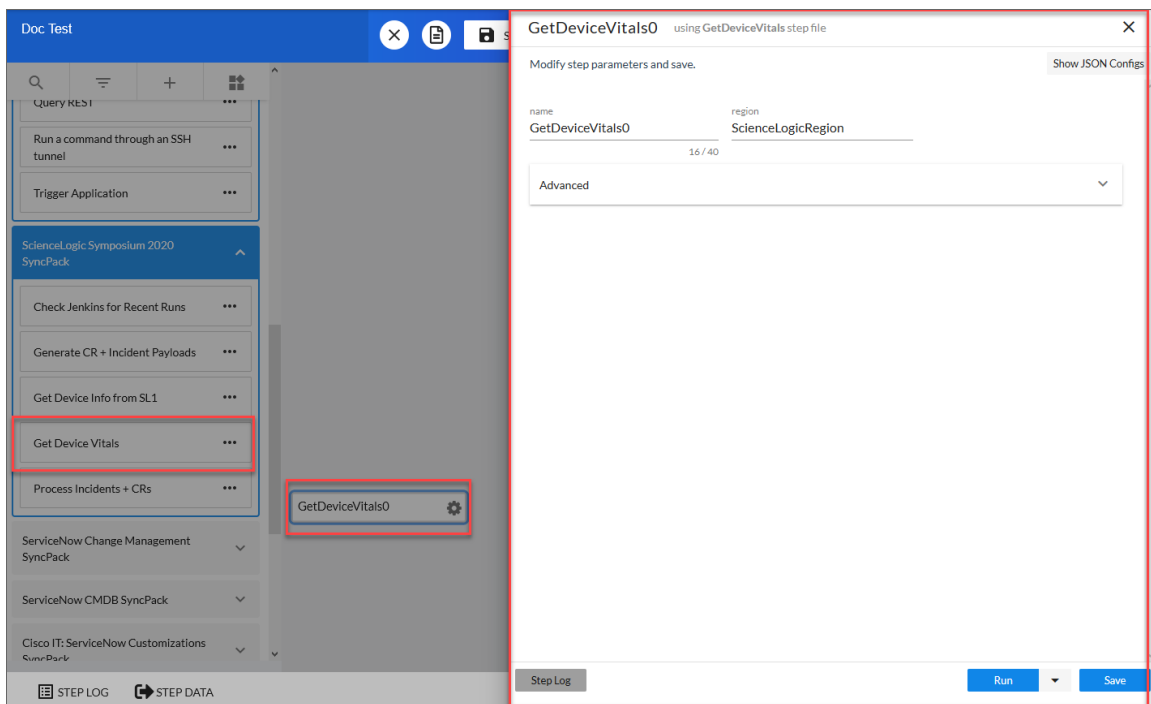 Doc Test
Query REST
Run a command through an SSH
tunnel
Trigger Application
ScienceLogic Symposium 2020
SyncPack
Check Jenkins for Recent Runs
Generate CR + Incident Payloads
Get Device Info from SL1
Get Device Vitals
Process Incidents + CRs
ServiceNow Change Management
SyncPack
ServiceNow CMDB SyncPack
Cisco IT: ServiceNow Customizations
SyncPack
STEP LOG
STEP DATA
GetDeviceVitals0
GetDeviceVitals0 using GetDeviceVitals step file
Modify step parameters and save.
Show JSON Configs
name
GetDeviceVitals0
16 / 40
region
ScienceLogicRegion
Advanced
Step Log
Run
Save